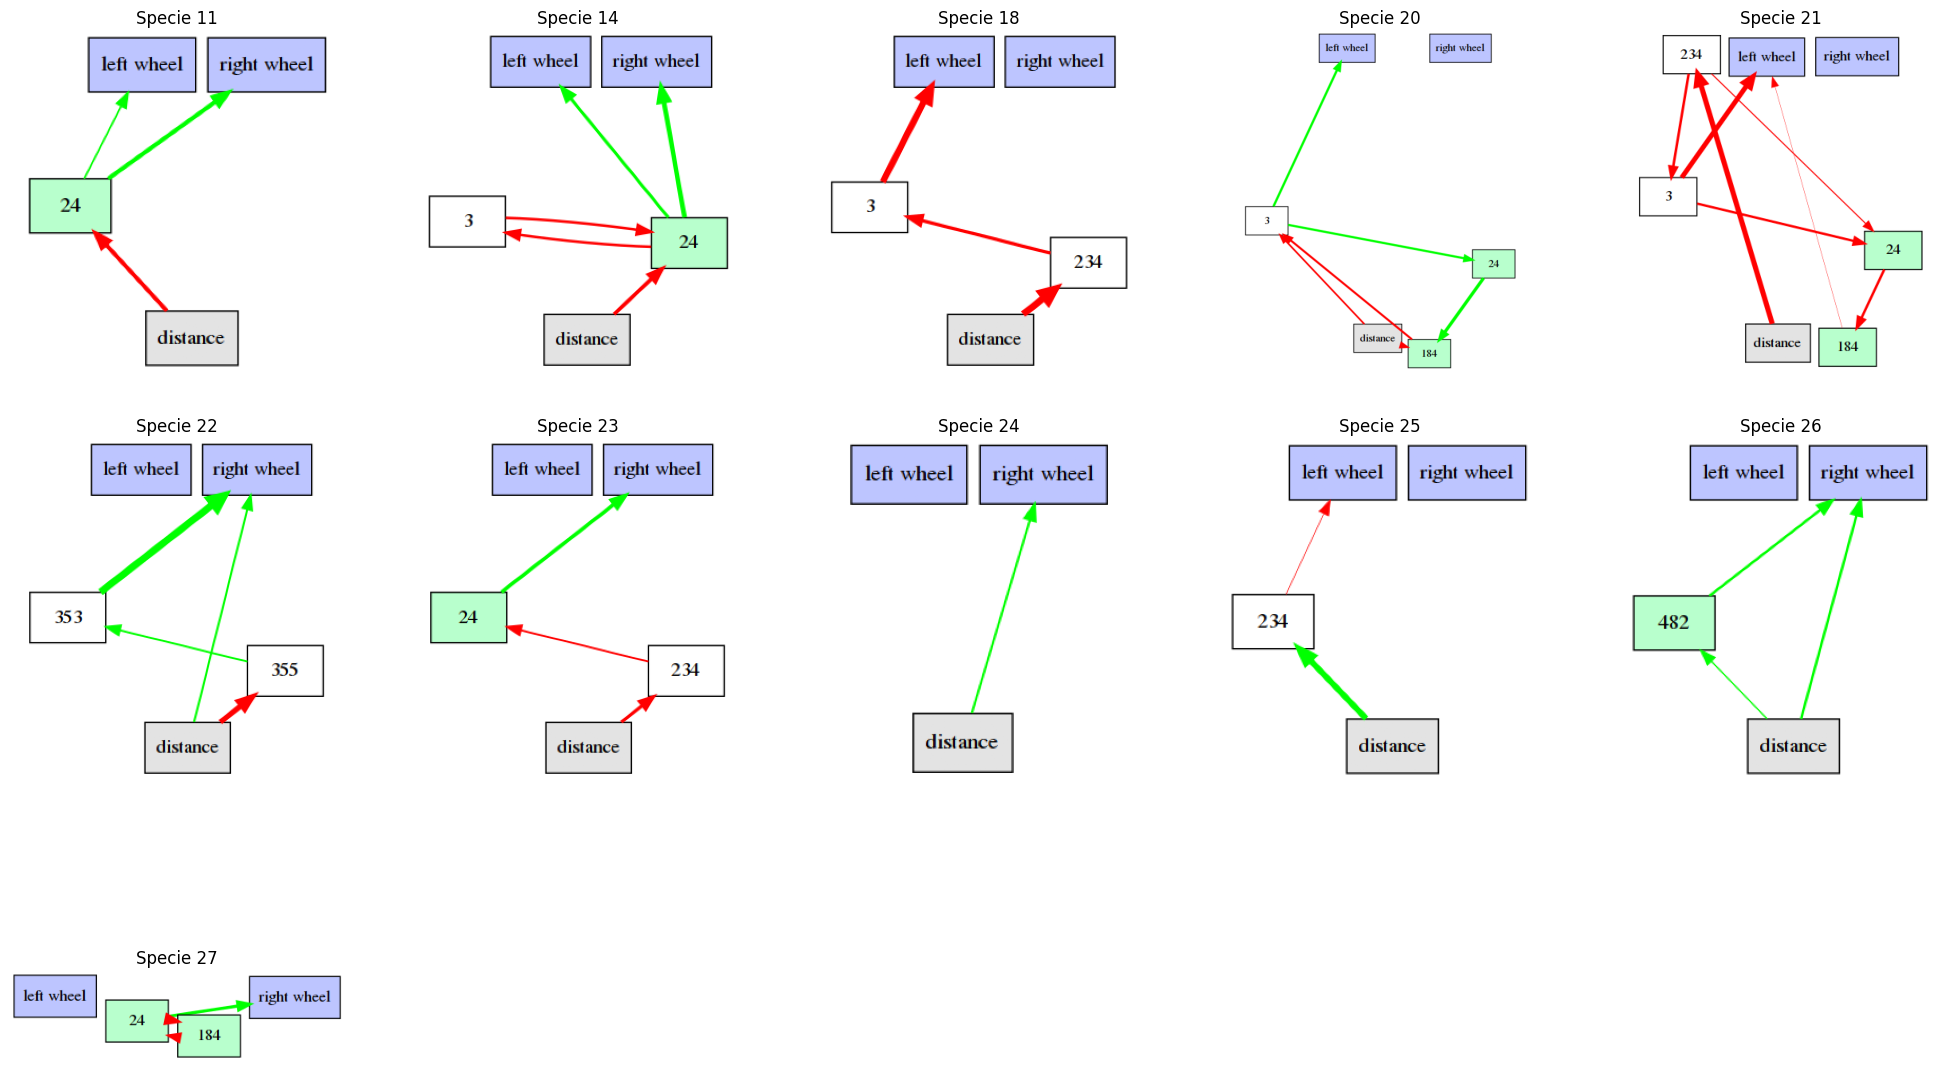 Specie 11
left wheel
right wheel
24
distance
Specie 14
left wheel
right wheel
3
24
distance
Specie 18
left wheel
right wheel
3
234
distance
Specie 20
left wheel
right wheel
3
24
distance
184
Specie 21
234
left wheel
right wheel
3
24
distance
184
Specie 22
left wheel
right wheel
353
355
distance
Specie 23
left wheel
right wheel
24
234
distance
Specie 24
left wheel
right wheel
distance
Specie 25
left wheel
right wheel
234
distance
Specie 26
left wheel
right wheel
482
distance
Specie 27
left wheel
right wheel
24
184